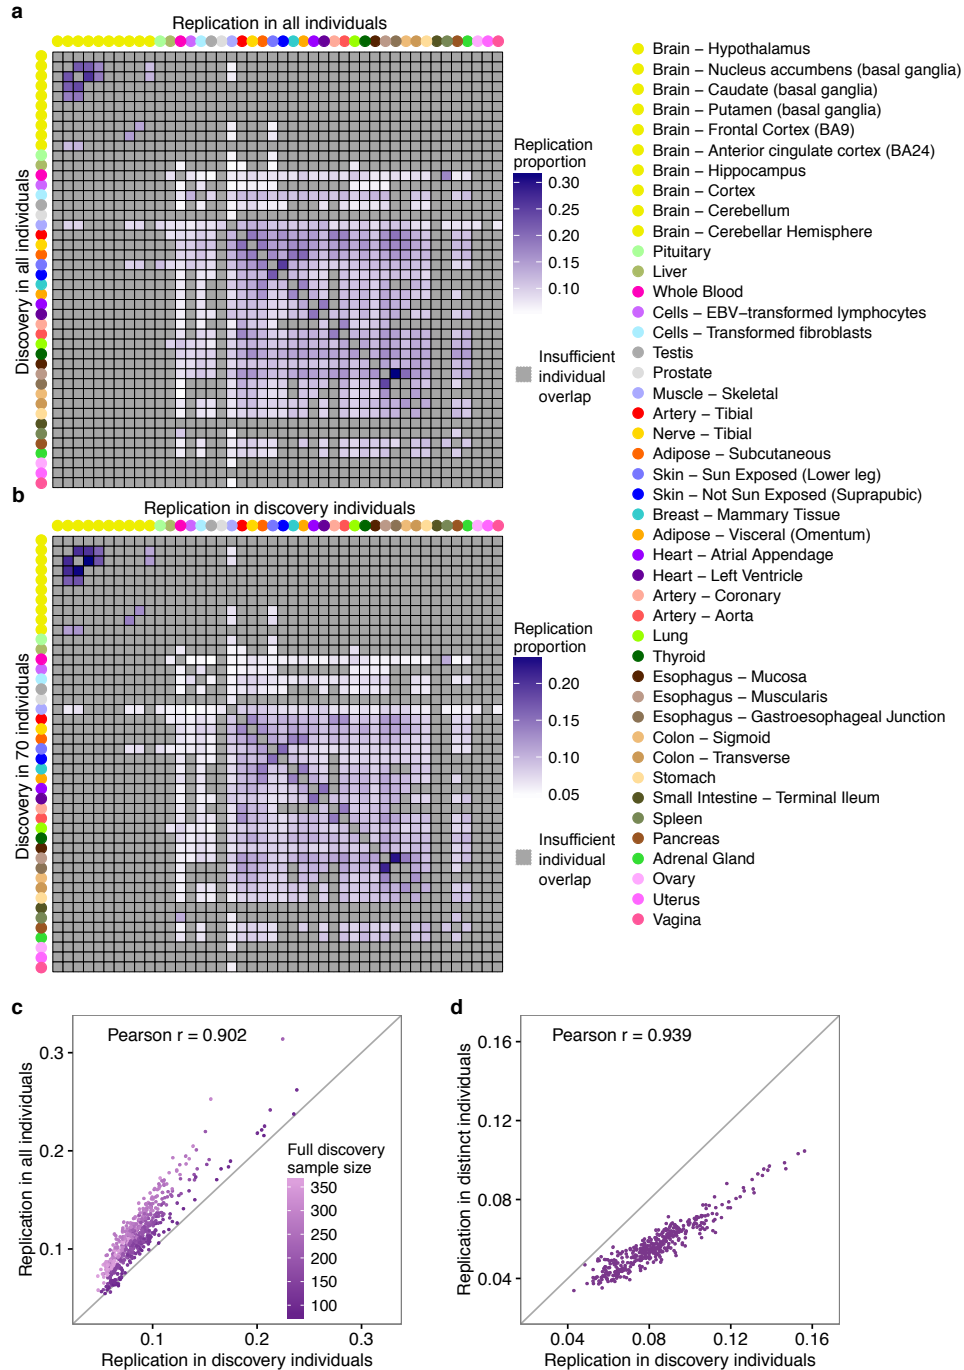 a
Replication in all individuals
Discovery in all individuals
Replication
proportion
0.30
0.25
0.20
0.15
0.10
Insufficient
individual
overlap
b
Replication in discovery individuals
Discovery in 70 individuals
Replication
proportion
0.20
0.15
0.10
0.05
Insufficient
individual
overlap
Brain − Hypothalamus
Brain − Nucleus accumbens (basal ganglia)
Brain − Caudate (basal ganglia)
Brain − Putamen (basal ganglia)
Brain − Frontal Cortex (BA9)
Brain − Anterior cingulate cortex (BA24)
Brain − Hippocampus
Brain − Cortex
Brain − Cerebellum
Brain − Cerebellar Hemisphere
Pituitary
Liver
Whole Blood
Cells − EBV−transformed lymphocytes
Cells − Transformed fibroblasts
Testis
Prostate
Muscle − Skeletal
Artery − Tibial
Nerve − Tibial
Adipose − Subcutaneous
Skin − Sun Exposed (Lower leg)
Skin − Not Sun Exposed (Suprapubic)
Breast − Mammary Tissue
Adipose − Visceral (Omentum)
Heart − Atrial Appendage
Heart − Left Ventricle
Artery − Coronary
Artery − Aorta
Lung
Thyroid
Esophagus − Mucosa
Esophagus − Muscularis
Esophagus − Gastroesophageal Junction
Colon − Sigmoid
Colon − Transverse
Stomach
Small Intestine − Terminal Ileum
Spleen
Pancreas
Adrenal Gland
Ovary
Uterus
Vagina
c
Pearson r = 0.902
Replication in all individuals
0.3
0.2
0.1
Full discovery
sample size
350
300
250
200
150
100
0.1 0.2 0.3
Replication in discovery individuals
d
Pearson r = 0.939
Replication in distinct individuals
0.16
0.12
0.08
0.04
0.04 0.08 0.12 0.16
Replication in discovery individuals